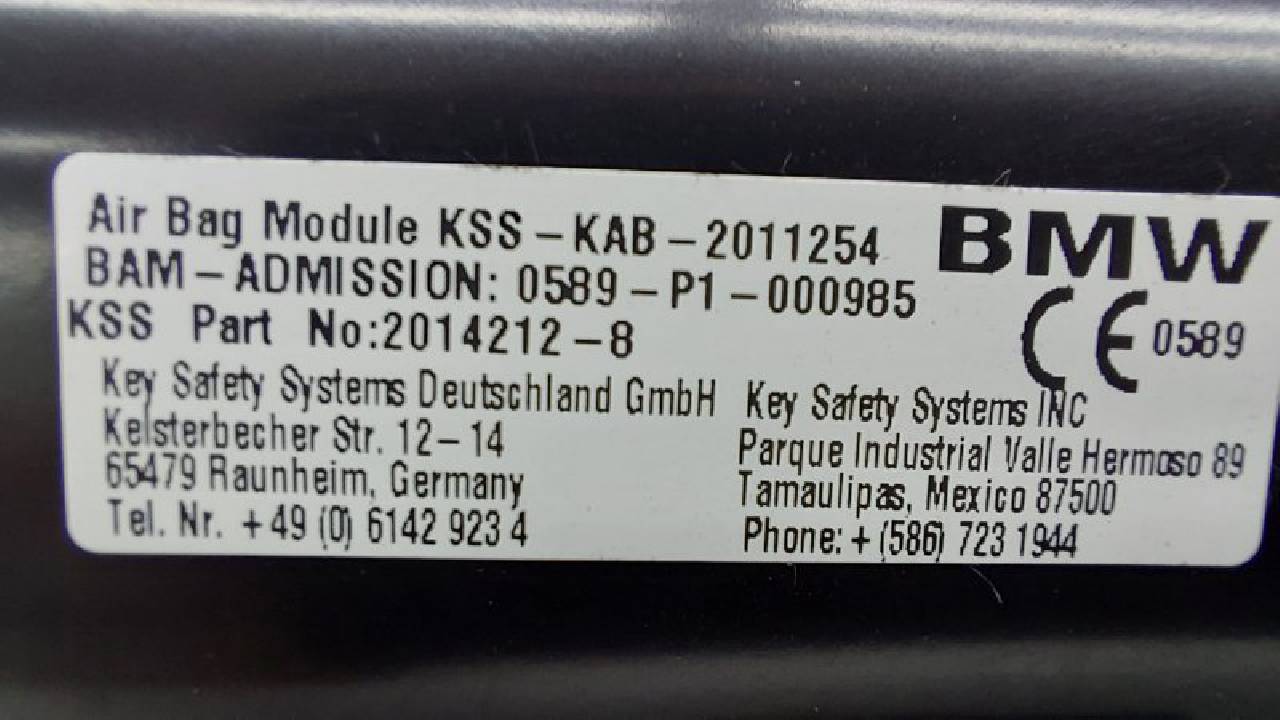 Air Bag Module KSS-KAB-2011254
BMW
BAM-ADMISSION: 0589-P1-000985
CE 0589
KSS Part No:2014212-8
Key Safety Systems Deutschland GmbH
Kelsterbecher Str. 12-14
65479 Raunheim, Germany
Tel. Nr. +49 (0) 6142 923 4
Key Safety Systems INC
Parque Industrial Valle Hermoso 89
Tamaulipas, Mexico 87500
Phone: + (586) 723 1944